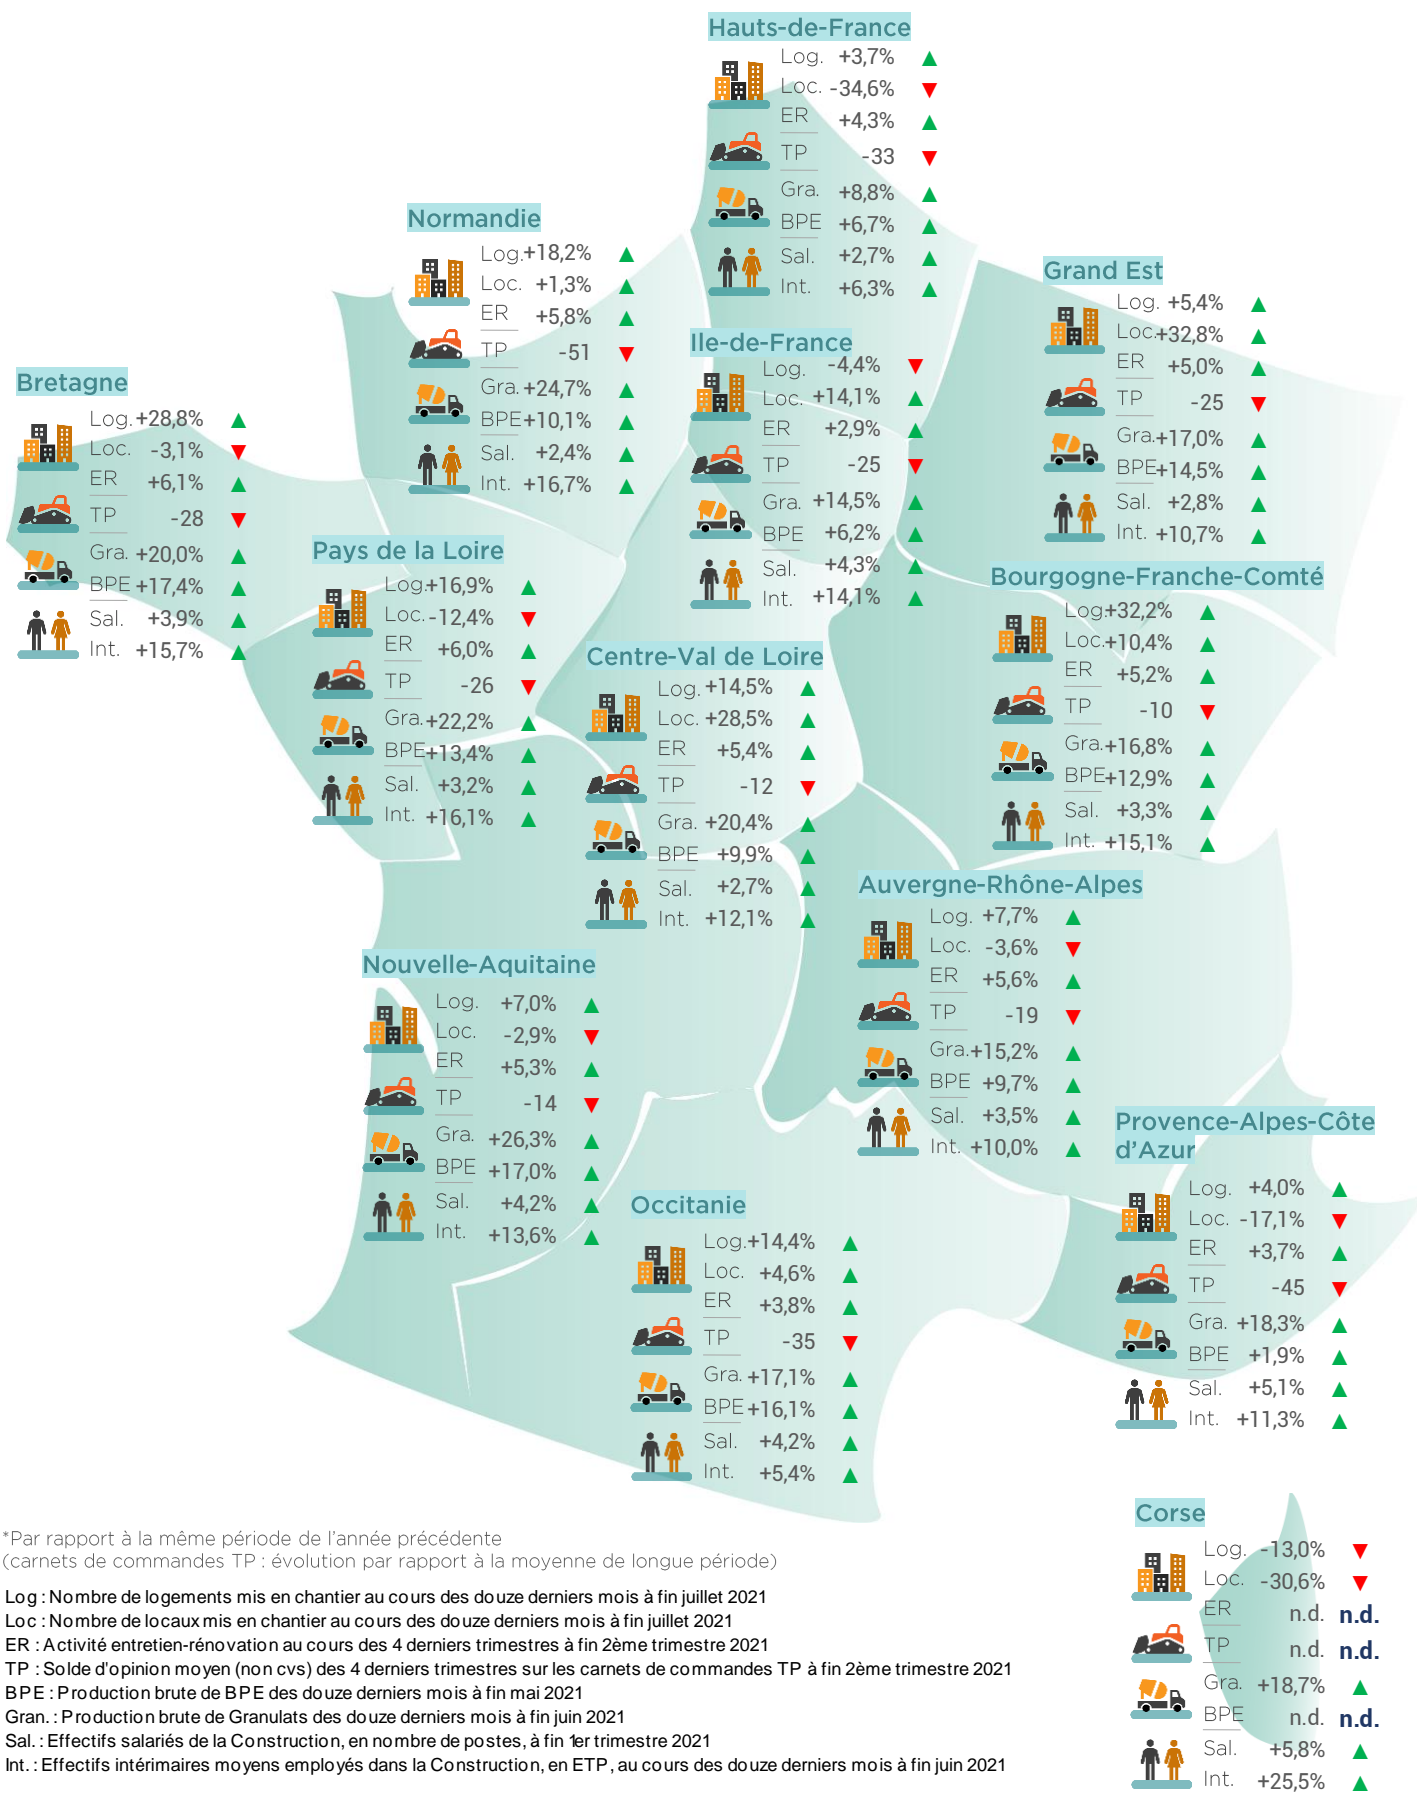 Hauts-de-France
Log. +3,7%
Loc. -34,6%
ER +4,3%
TP -33
Gra. +8,8%
BPE +6,7%
Sal. +2,7%
Int. +6,3%
Normandie
Log. +18,2%
Loc. +1,3%
ER +5,8%
TP -51
Gra. +24,7%
BPE +10,1%
Sal. +2,4%
Int. +16,7%
Grand Est
Log. +5,4%
Loc. +32,8%
ER +5,0%
TP -25
Gra. +17,0%
BPE +14,5%
Sal. +2,8%
Int. +10,7%
Ile-de-France
Log. -4,4%
Loc. +14,1%
ER +2,9%
TP -25
Gra. +14,5%
BPE +6,2%
Sal. +4,3%
Int. +14,1%
Bretagne
Log. +28,8%
Loc. -3,1%
ER +6,1%
TP -28
Gra. +20,0%
BPE +17,4%
Sal. +3,9%
Int. +15,7%
Pays de la Loire
Log. +16,9%
Loc. -12,4%
ER +6,0%
TP -26
Gra. +22,2%
BPE +13,4%
Sal. +3,2%
Int. +16,1%
Bourgogne-Franche-Comté
Log. +32,2%
Loc. +10,4%
ER +5,2%
TP -10
Gra. +16,8%
BPE +12,9%
Sal. +3,3%
Int. +15,1%
Centre-Val de Loire
Log. +14,5%
Loc. +28,5%
ER +5,4%
TP -12
Gra. +20,4%
BPE +9,9%
Sal. +2,7%
Int. +12,1%
Auvergne-Rhône-Alpes
Log. +7,7%
Loc. -3,6%
ER +5,6%
TP -19
Gra. +15,2%
BPE +9,7%
Sal. +3,5%
Int. +10,0%
Nouvelle-Aquitaine
Log. +7,0%
Loc. -2,9%
ER +5,3%
TP -14
Gra. +26,3%
BPE +17,0%
Sal. +4,2%
Int. +13,6%
Provence-Alpes-Côte
d'Azur
Log. +4,0%
Loc. -17,1%
ER +3,7%
TP -45
Gra. +18,3%
BPE +1,9%
Sal. +5,1%
Int. +11,3%
Occitanie
Log. +14,4%
Loc. +4,6%
ER +3,8%
TP -35
Gra. +17,1%
BPE +16,1%
Sal. +4,2%
Int. +5,4%
Corse
Log. -13,0%
Loc. -30,6%
ER n.d. n.d.
TP n.d. n.d.
Gra. +18,7%
BPE n.d. n.d.
Sal. +5,8%
Int. +25,5%
*Par rapport à la même période de l'année précédente
(carnets de commandes TP : évolution par rapport à la moyenne de longue période)
Log : Nombre de logements mis en chantier au cours des douze derniers mois à fin juillet 2021
Loc : Nombre de locaux mis en chantier au cours des douze derniers mois à fin juillet 2021
ER : Activité entretien-rénovation au cours des 4 derniers trimestres à fin 2ème trimestre 2021
TP : Solde d'opinion moyen (non cvs) des 4 derniers trimestres sur les carnets de commandes TP à fin 2ème trimestre 2021
BPE : Production brute de BPE des douze derniers mois à fin mai 2021
Gran. : Production brute de Granulats des douze derniers mois à fin juin 2021
Sal. : Effectifs salariés de la Construction, en nombre de postes, à fin 1er trimestre 2021
Int. : Effectifs intérimaires moyens employés dans la Construction, en ETP, au cours des douze derniers mois à fin juin 2021